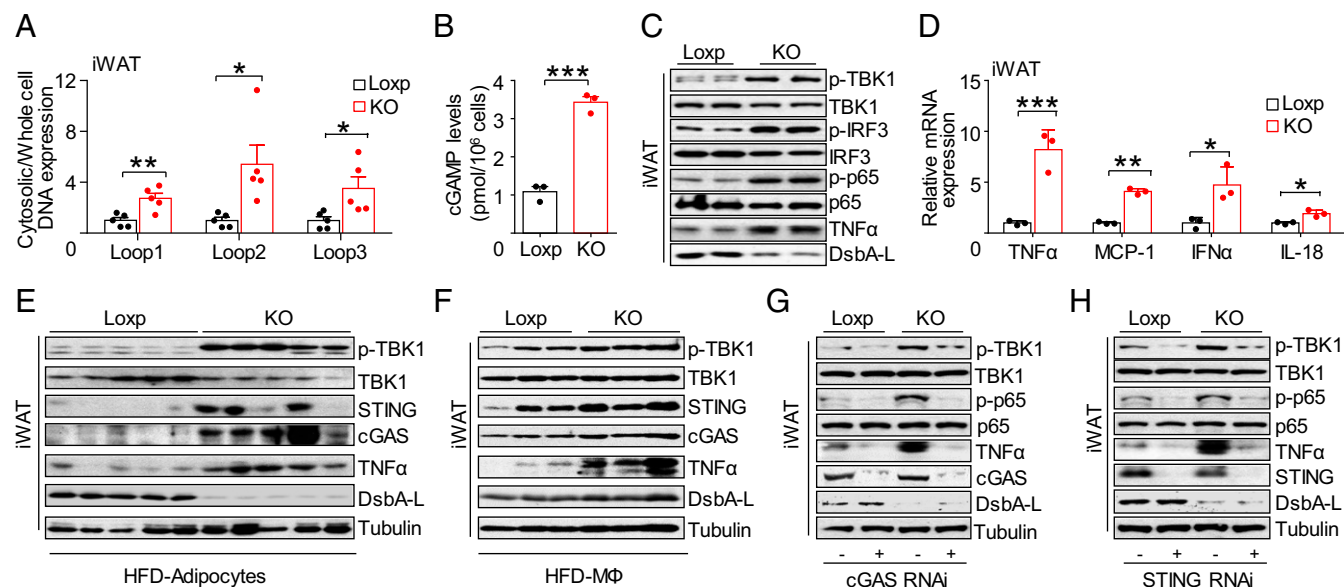 A
iWAT
Cytosolic/Whole cell
DNA expression
12
8
4
0
**
*
*
Loxp
KO
Loop1
Loop2
Loop3
B
cGAMP levels
(pmol/10⁶ cells)
4
3
2
1
0
***
Loxp
KO
C
Loxp
KO
iWAT
p-TBK1
TBK1
p-IRF3
IRF3
p-p65
p65
TNFα
DsbA-L
D
iWAT
Relative mRNA
expression
15
10
5
0
***
**
*
*
Loxp
KO
TNFα
MCP-1
IFNα
IL-18
E
Loxp
KO
iWAT
p-TBK1
TBK1
STING
cGAS
TNFα
DsbA-L
Tubulin
HFD-Adipocytes
F
Loxp
KO
iWAT
p-TBK1
TBK1
STING
cGAS
TNFα
DsbA-L
Tubulin
HFD-MΦ
G
Loxp
KO
iWAT
p-TBK1
TBK1
p-p65
p65
TNFα
cGAS
DsbA-L
Tubulin
- + - +
cGAS RNAi
H
Loxp
KO
iWAT
p-TBK1
TBK1
p-p65
p65
TNFα
STING
DsbA-L
Tubulin
- + - +
STING RNAi